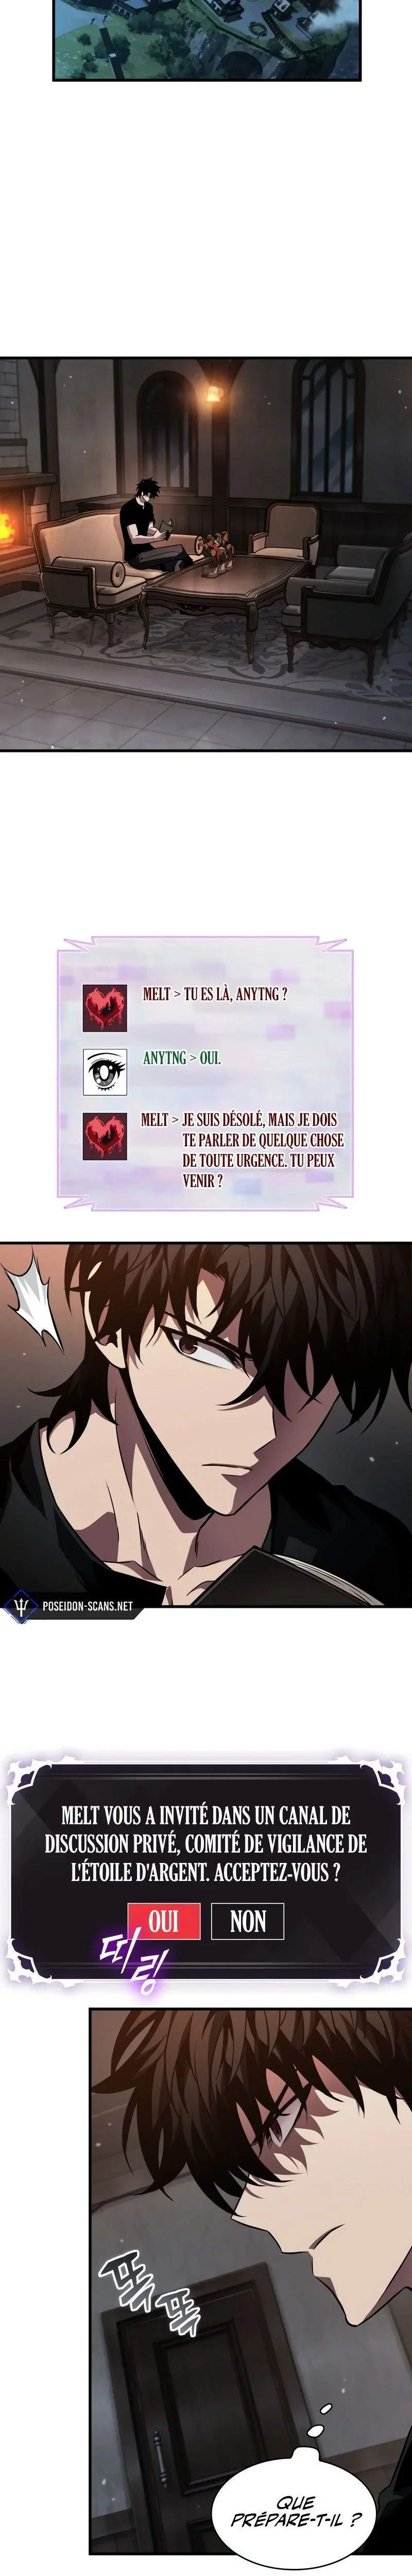 MELT > TU ES LÀ, ANYTNG ?
ANYTNG > OUI.
MELT > JE SUIS DÉSOLÉ, MAIS JE DOIS
TE PARLER DE QUELQUE CHOSE
DE TOUTE URGENCE. TU PEUX
VENIR ?
POSEIDON-SCANS.NET
MELT VOUS A INVITÉ DANS UN CANAL DE
DISCUSSION PRIVÉ, COMITÉ DE VIGILANCE DE
L'ÉTOILE D'ARGENT. ACCEPTEZ-VOUS ?
OUI NON
띠링
똑똑
QUE
PRÉPARE-T-IL ?